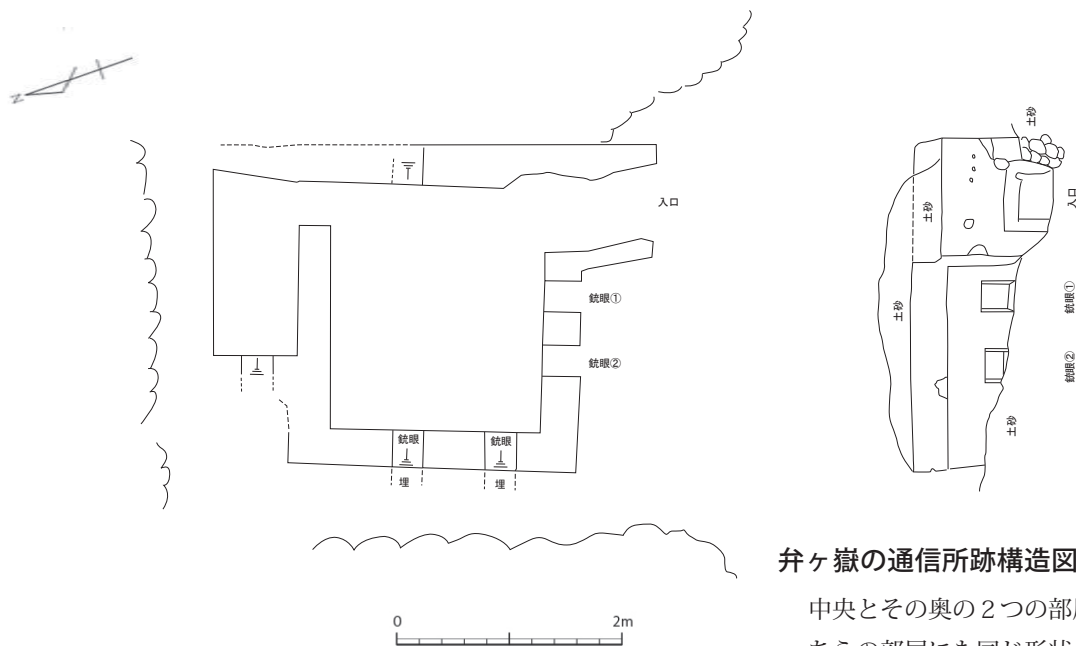 N
土砂
入口
入口
土砂
銃眼①
銃眼①
土砂
銃眼②
銃眼②
土砂
銃眼
銃眼
埋
埋
弁ヶ嶽の通信所跡構造図
中央とその奥の2つの部
0
2m